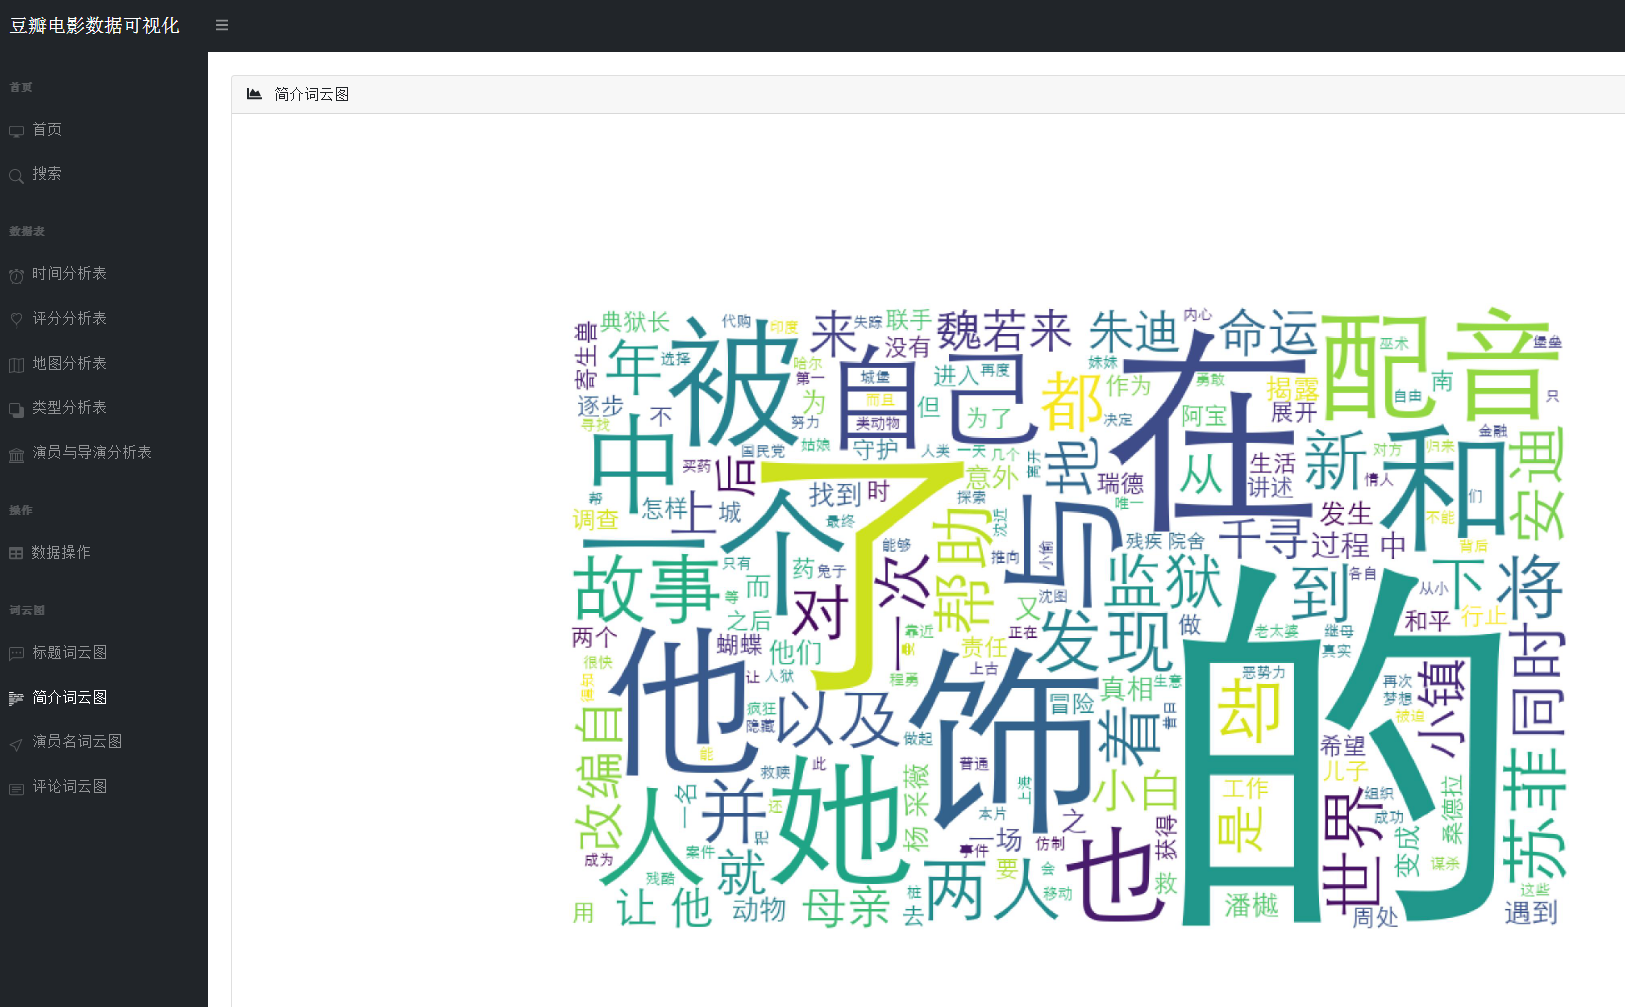 豆瓣电影数据可视化
首页
首页
搜索
数据表
时间分析表
评分分析表
地图分析表
类型分析表
演员与导演分析表
操作
数据操作
词云图
标题词云图
简介词云图
演员名词云图
评论词云图
简介词云图
的
了
在
他
她
饰
被
自己
一个
与
和
配音
人
也
中
故事
对
一次
帮助
监狱
发现
到
下
将
新
安迪
同时
苏菲
世界
小镇
却
是
两人
着
以及
并
就
让 他
母亲
改编自
年
来
魏若来
朱迪
命运
都
地
从
千寻
过程 中
后
上
典狱长
寄生兽
代购
印度
失踪
联手
没有
内心
巫术
堡垒
选择
哈尔
第一
城堡
而且
美动物
进入
再度
妹妹
作为
勇敢
揭露
展开
自由
南
只
逐步
不
为
努力
但
为了
决定
阿宝
寻找
国民党
姑娘
守护
人类
一天
几个
离开
意外
瑞德
生活
讲述
情人
对方
归来
金融
买药
找到
时
探索
唯一
发生
们
不能
调查
怎样
城
最终
沈近
能够
残疾 院舍
背后
帮
只有
药
兔子
而
等
推向
小偷
沈图
各自
从小
和平
行止
之后
两个
蝴蝶
他们
靠近
要
责任
正在
又
做
老太婆
继母
真实
很快
让
人狱
程勇
上古
真相
生意
恶势力
再次
梦想
被迫
疯狂
隐藏
冒险
昔日
希望
能
做起
救赎
此
普通
上海
小白
工作
儿子
组织
成功
桑德拉
一名
还
把
杨 采薇
本片
之
获得
变成
谋杀
成为
案件
一场
事件
仿制
残酷
要
会
移动
救
这些
用
动物
桩
去
潘樾
周处
遇到